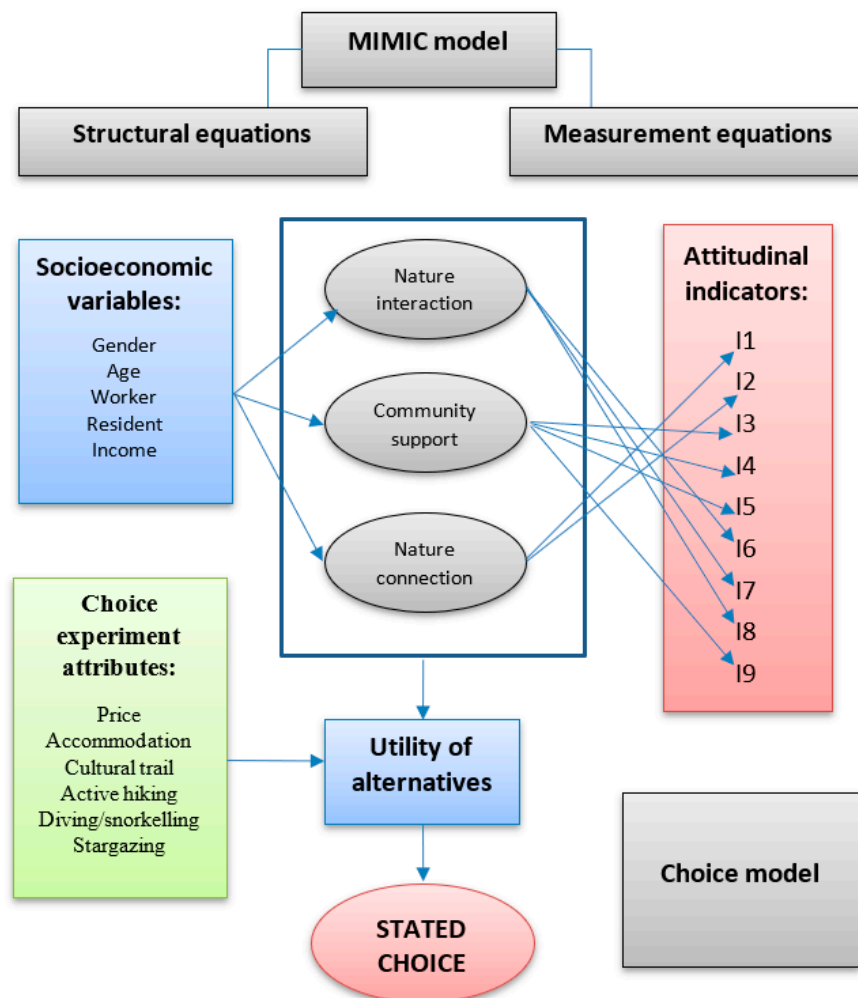 MIMIC model
Structural equations
Measurement equations
Socioeconomic
variables:
Gender
Age
Worker
Resident
Income
Nature
interaction
Community
support
Nature
connection
Attitudinal
indicators:
I1
I2
I3
I4
I5
I6
I7
I8
I9
Choice
experiment
attributes:
Price
Accommodation
Cultural trail
Active hiking
Diving/snorkelling
Stargazing
Utility of
alternatives
Choice model
STATED
CHOICE